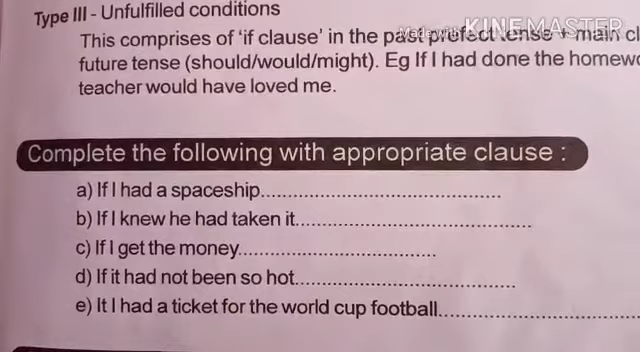 Type III - Unfulfilled conditions
This comprises of 'if clause' in the past prefect tense + main cl
future tense (should/would/might). Eg If I had done the homewo
teacher would have loved me.
KINEMASTER
Complete the following with appropriate clause :
a) If I had a spaceship..........................................
b) If I knew he had taken it..........................................
c) If I get the money...................................
d) If it had not been so hot.......................................
e) It I had a ticket for the world cup football...................................